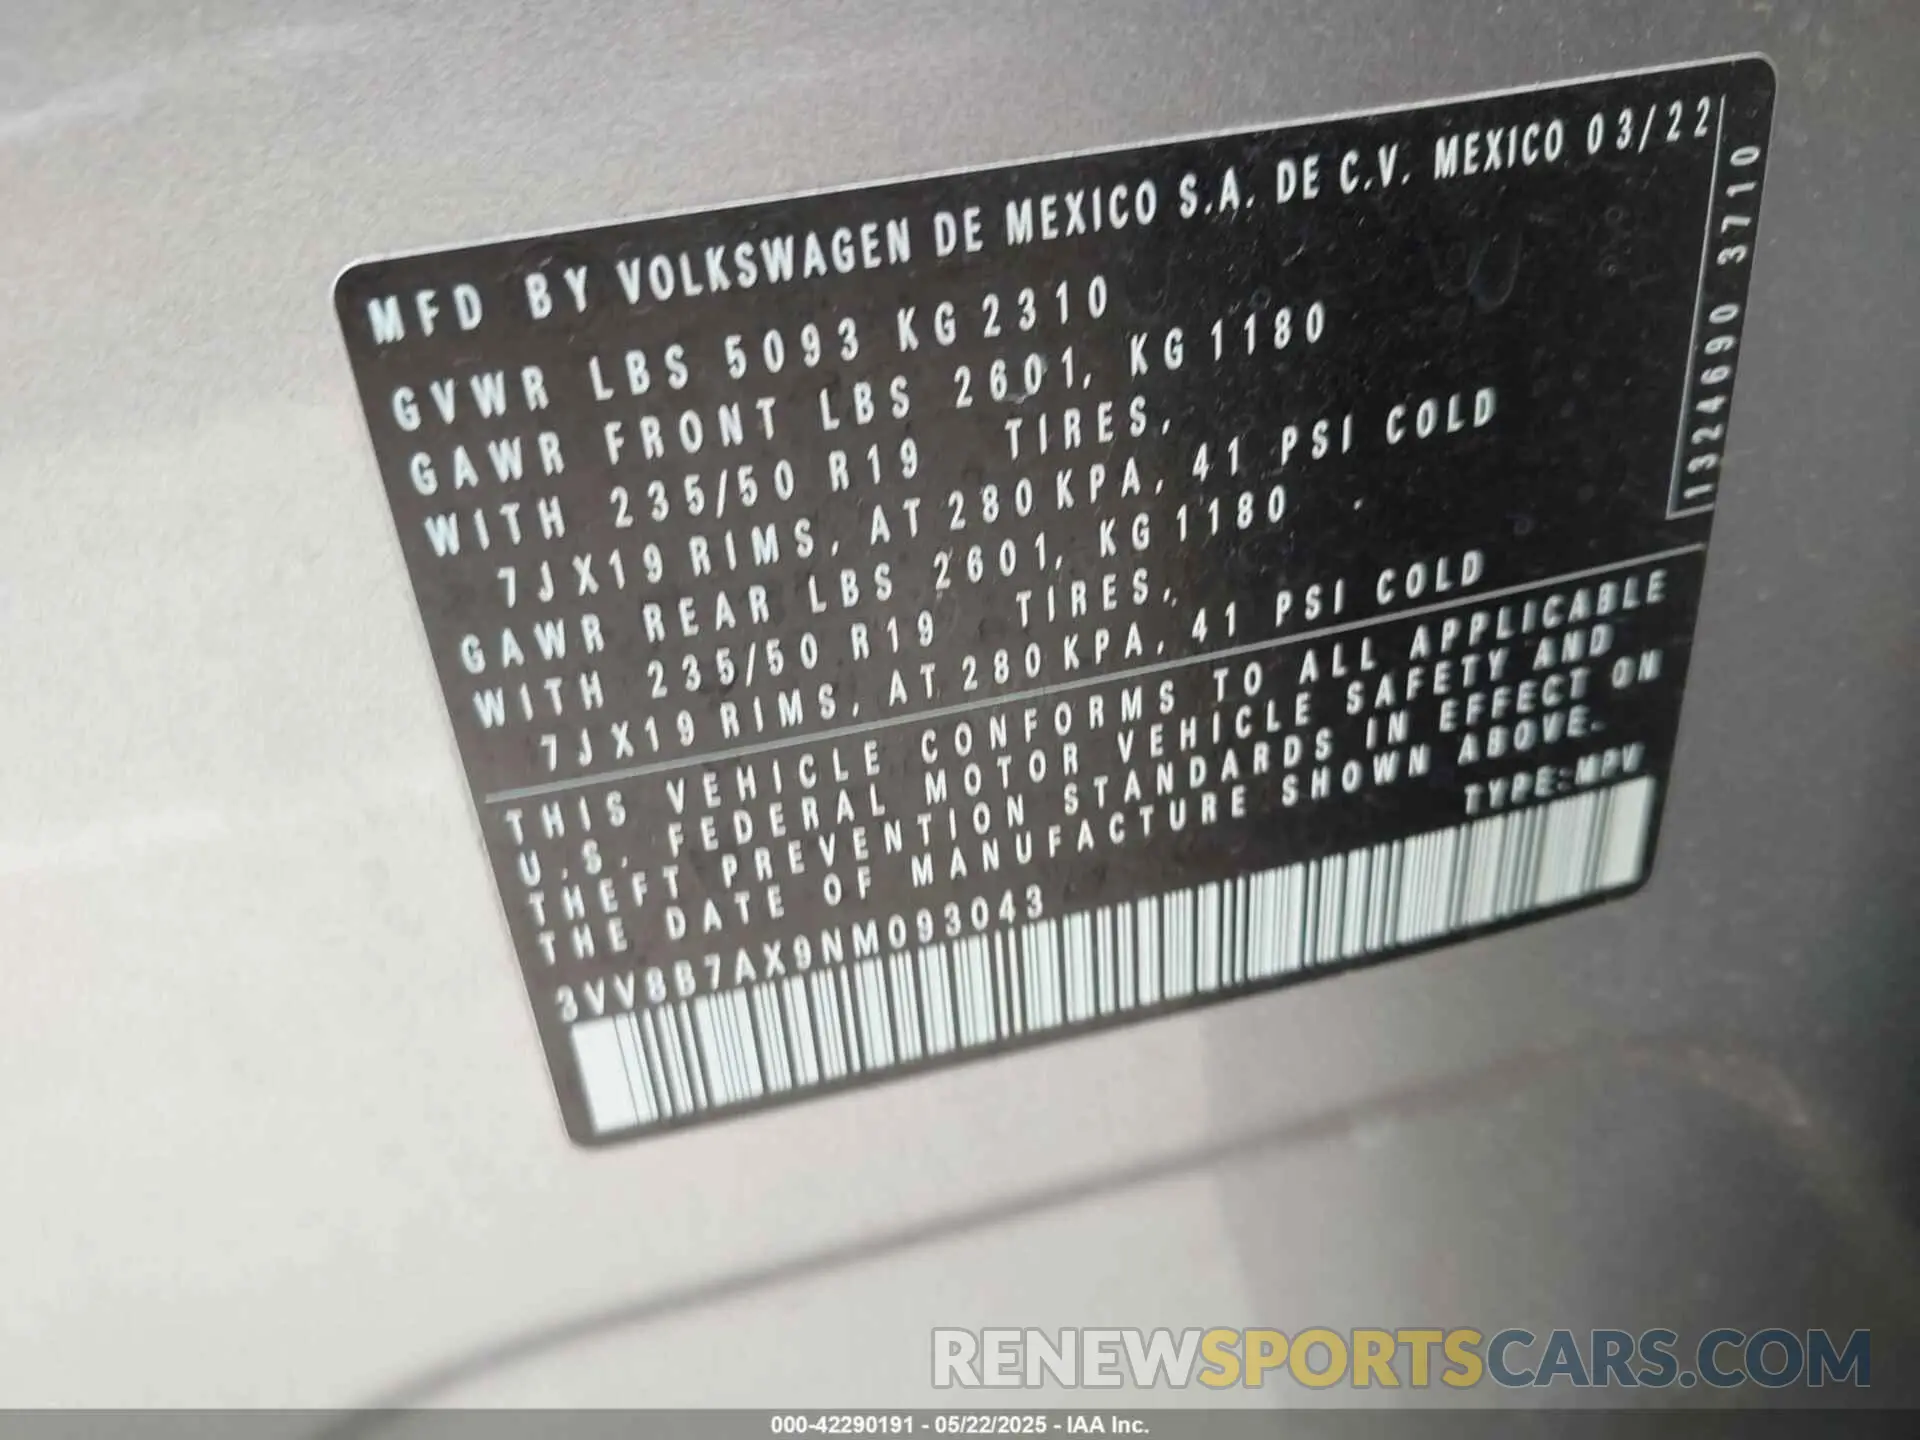 MFD BY VOLKSWAGEN DE MEXICO S.A. DE C.V. MEXICO 03/22
GVWR LBS 5093 KG 2310
GAWR FRONT LBS 2601, KG 1180
WITH 235/50 R19 TIRES,
7JX19 RIMS, AT 280 KPA, 41 PSI COLD
GAWR REAR LBS 2601, KG 1180
WITH 235/50 R19 TIRES,
7JX19 RIMS, AT 280 KPA, 41 PSI COLD
1324690 3710
THIS VEHICLE CONFORMS TO ALL APPLICABLE
U.S. FEDERAL MOTOR VEHICLE SAFETY AND
THEFT PREVENTION STANDARDS IN EFFECT ON
THE DATE OF MANUFACTURE SHOWN ABOVE.
TYPE:MPV
3VV8B7AX9NM093043
RENEWSPORTSCARS.COM
000-42290191 - 05/22/2025 - IAA Inc.